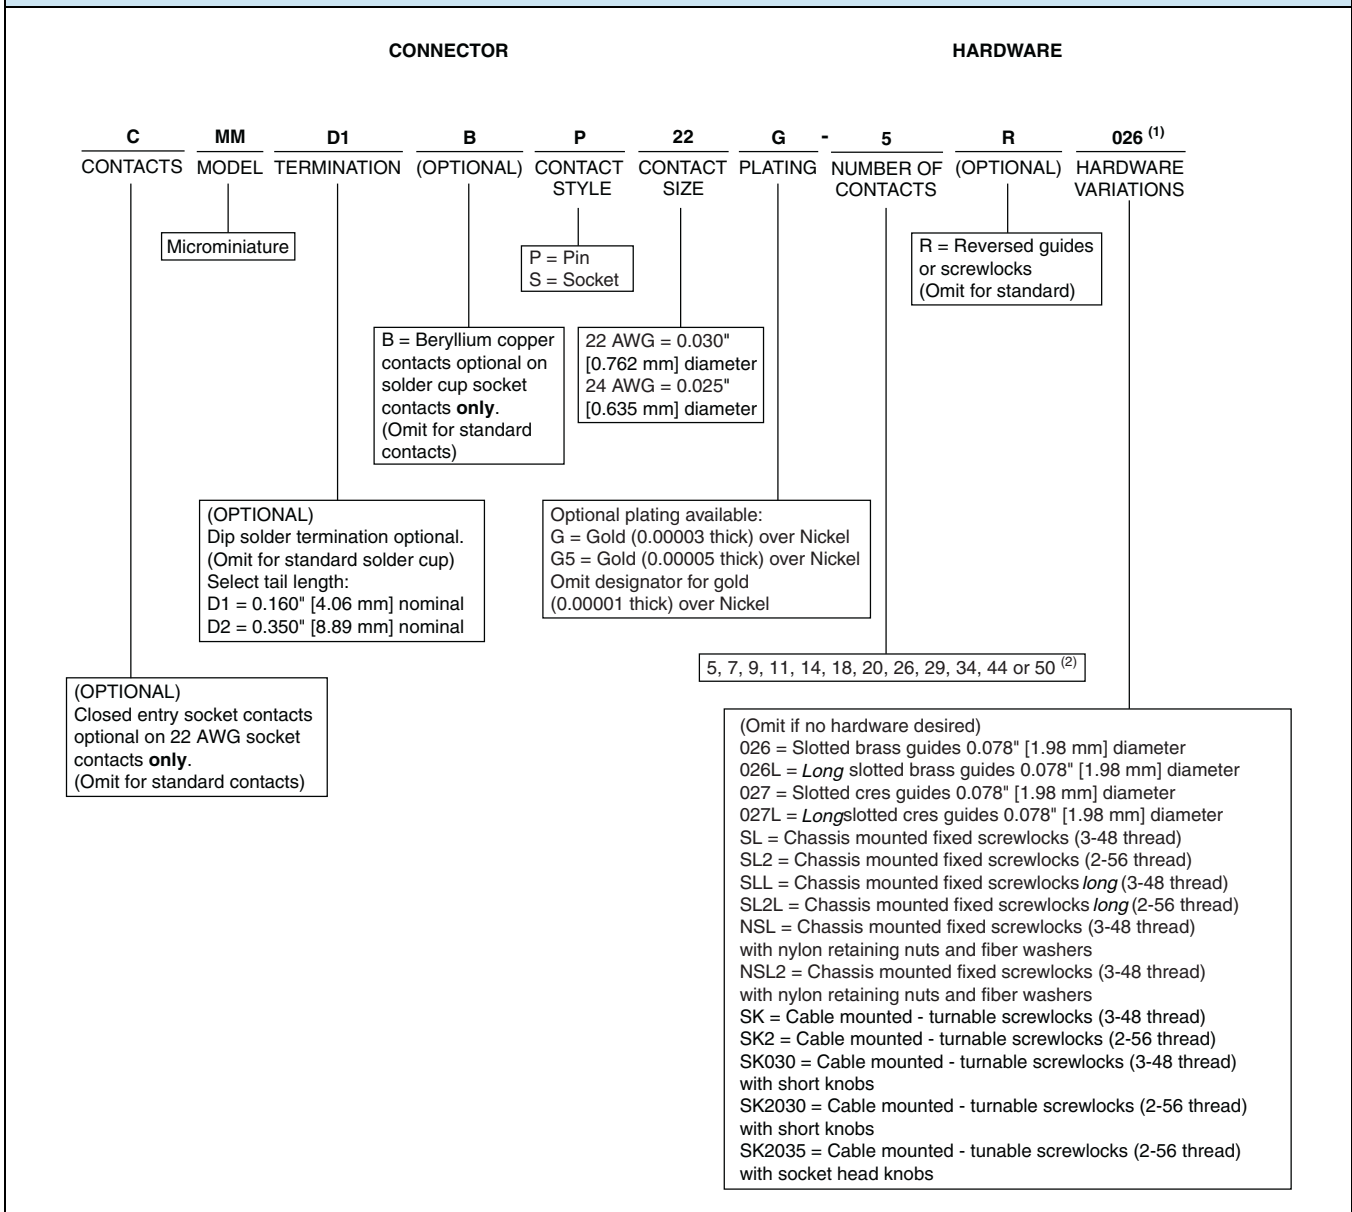 CONNECTOR
HARDWARE
C MM D1 B P 22 G - 5 R 026 (1)
CONTACTS
MODEL
TERMINATION
(OPTIONAL)
CONTACT
STYLE
CONTACT
SIZE
PLATING
NUMBER OF
CONTACTS
(OPTIONAL)
HARDWARE
VARIATIONS
Microminiature
P = Pin
S = Socket
R = Reversed guides
or screwlocks
(Omit for standard)
B = Beryllium copper
contacts optional on
solder cup socket
contacts only.
(Omit for standard
contacts)
22 AWG = 0.030"
[0.762 mm] diameter
24 AWG = 0.025"
[0.635 mm] diameter
(OPTIONAL)
Dip solder termination optional.
(Omit for standard solder cup)
Select tail length:
D1 = 0.160" [4.06 mm] nominal
D2 = 0.350" [8.89 mm] nominal
Optional plating available:
G = Gold (0.00003 thick) over Nickel
G5 = Gold (0.00005 thick) over Nickel
Omit designator for gold
(0.00001 thick) over Nickel
5, 7, 9, 11, 14, 18, 20, 26, 29, 34, 44 or 50 (2)
(OPTIONAL)
Closed entry socket contacts
optional on 22 AWG socket
contacts only.
(Omit for standard contacts)
(Omit if no hardware desired)
026 = Slotted brass guides 0.078" [1.98 mm] diameter
026L = Long slotted brass guides 0.078" [1.98 mm] diameter
027 = Slotted cres guides 0.078" [1.98 mm] diameter
027L = Longslotted cres guides 0.078" [1.98 mm] diameter
SL = Chassis mounted fixed screwlocks (3-48 thread)
SL2 = Chassis mounted fixed screwlocks (2-56 thread)
SLL = Chassis mounted fixed screwlocks long (3-48 thread)
SL2L = Chassis mounted fixed screwlocks long (2-56 thread)
NSL = Chassis mounted fixed screwlocks (3-48 thread)
with nylon retaining nuts and fiber washers
NSL2 = Chassis mounted fixed screwlocks (3-48 thread)
with nylon retaining nuts and fiber washers
SK = Cable mounted - turnable screwlocks (3-48 thread)
SK2 = Cable mounted - turnable screwlocks (2-56 thread)
SK030 = Cable mounted - turnable screwlocks (3-48 thread)
with short knobs
SK2030 = Cable mounted - turnable screwlocks (2-56 thread)
with short knobs
SK2035 = Cable mounted - tunable screwlocks (2-56 thread)
with socket head knobs